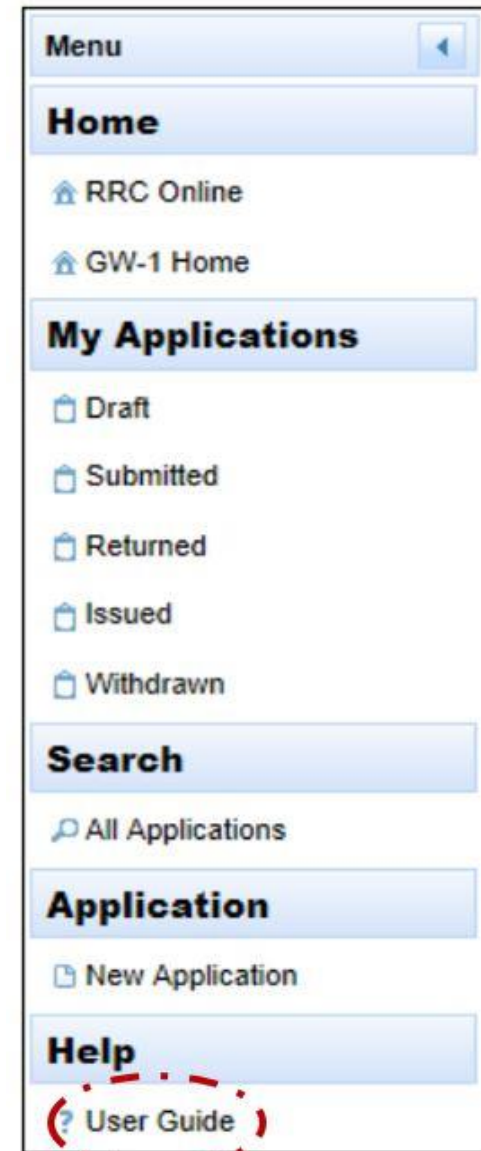 Menu
Home
RRC Online
GW-1 Home
My Applications
Draft
Submitted
Returned
Issued
Withdrawn
Search
All Applications
Application
New Application
Help
? User Guide